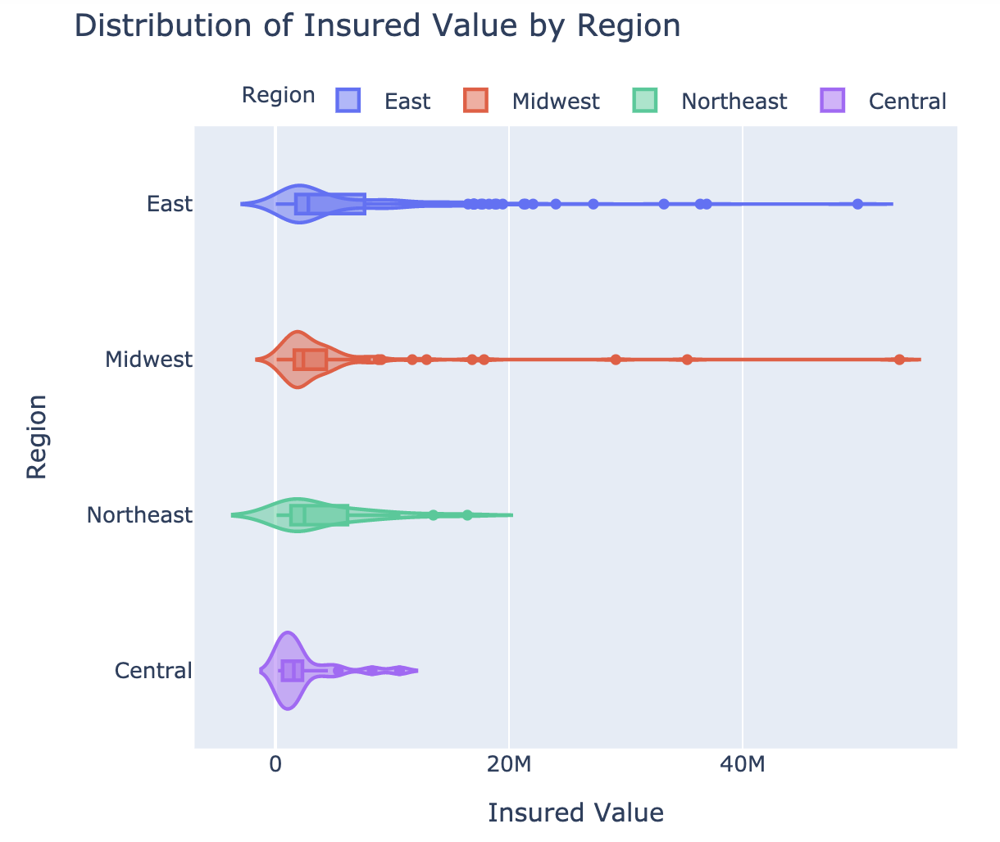 Distribution of Insured Value by Region
Region East Midwest Northeast Central
East
Midwest
Northeast
Central
Region
0 20M 40M
Insured Value